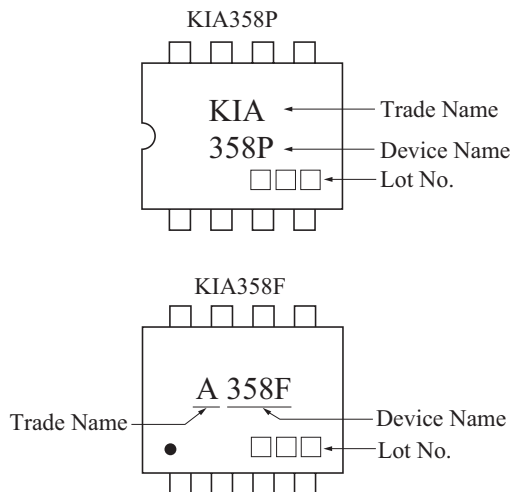 KIA358P
KIA
Trade Name
358P
Device Name
Lot No.
KIA358F
A 358F
Trade Name
Device Name
Lot No.